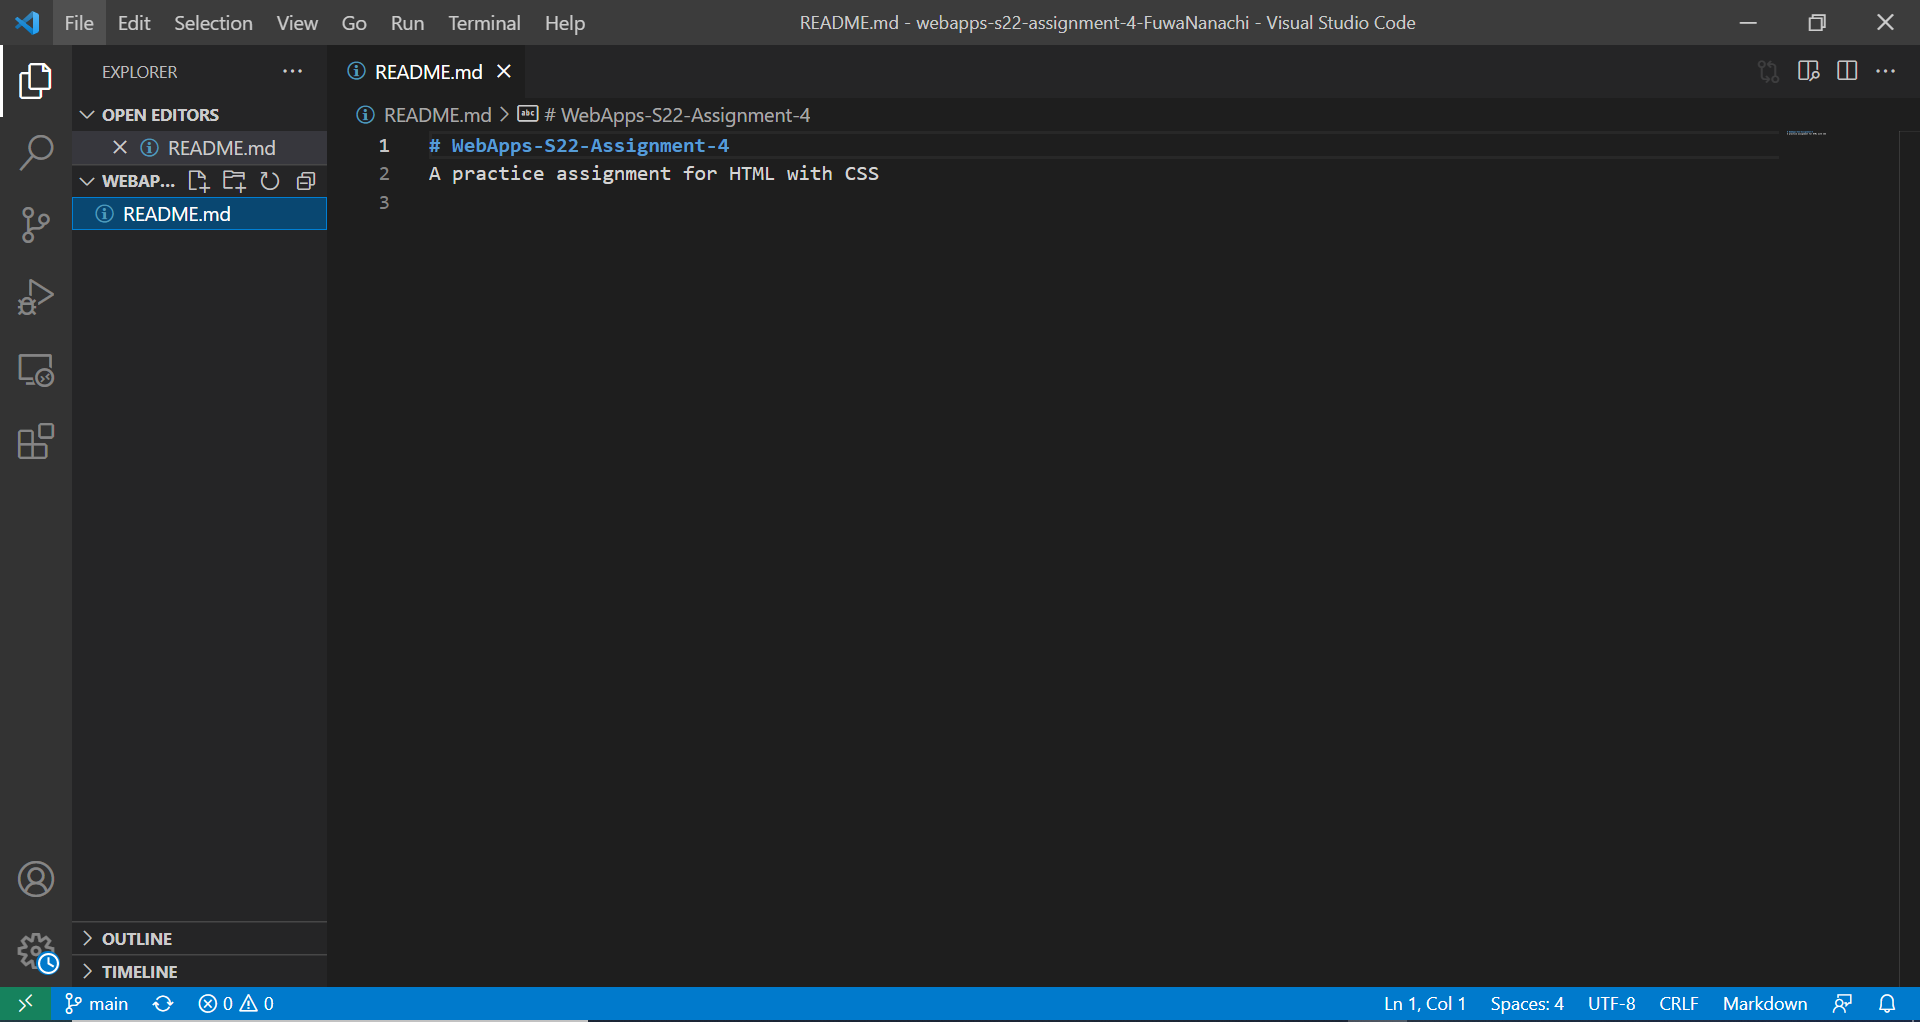 File Edit Selection View Go Run Terminal Help
README.md - webapps-s22-assignment-4-FuwaNanachi - Visual Studio Code
EXPLORER
OPEN EDITORS
README.md
WEBAP...
README.md
OUTLINE
TIMELINE
README.md
README.md > abc # WebApps-S22-Assignment-4
1 # WebApps-S22-Assignment-4
2 A practice assignment for HTML with CSS
3
main 0 0
Ln 1, Col 1 Spaces: 4 UTF-8 CRLF Markdown